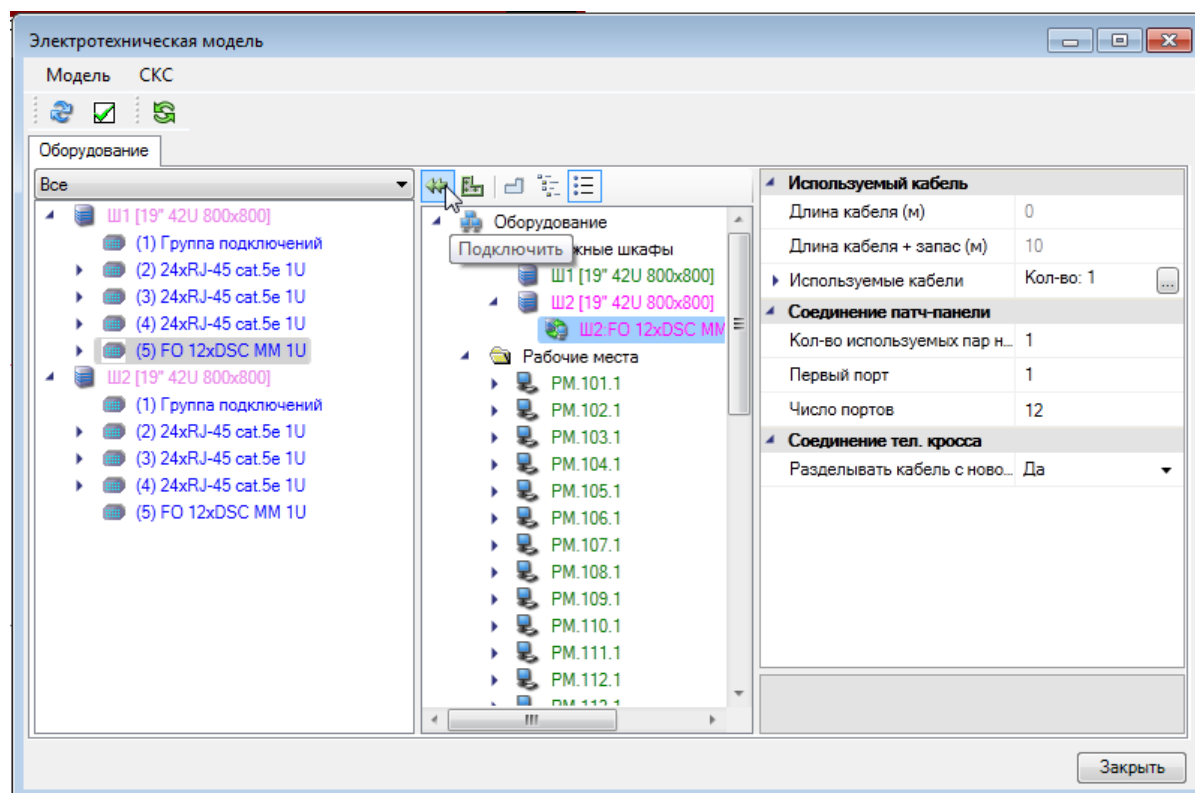 Электротехническая модель
Модель СКС
Оборудование
Все
Ш1 [19" 42U 800x800]
(1) Группа подключений
(2) 24xRJ-45 cat.5e 1U
(3) 24xRJ-45 cat.5e 1U
(4) 24xRJ-45 cat.5e 1U
(5) FO 12xDSC MM 1U
Ш2 [19" 42U 800x800]
(1) Группа подключений
(2) 24xRJ-45 cat.5e 1U
(3) 24xRJ-45 cat.5e 1U
(4) 24xRJ-45 cat.5e 1U
(5) FO 12xDSC MM 1U
Оборудование
Подключить
жные шкафы
Ш1 [19" 42U 800x800]
Ш2 [19" 42U 800x800]
Ш2:FO 12xDSC MM
Рабочие места
РМ.101.1
РМ.102.1
РМ.103.1
РМ.104.1
РМ.105.1
РМ.106.1
РМ.107.1
РМ.108.1
РМ.109.1
РМ.110.1
РМ.111.1
РМ.112.1
Используемый кабель
Длина кабеля (м) 0
Длина кабеля + запас (м) 10
Используемые кабели Кол-во: 1 ...
Соединение патч-панели
Кол-во используемых пар н... 1
Первый порт 1
Число портов 12
Соединение тел. кросса
Разделывать кабель с ново... Да
Закрыть